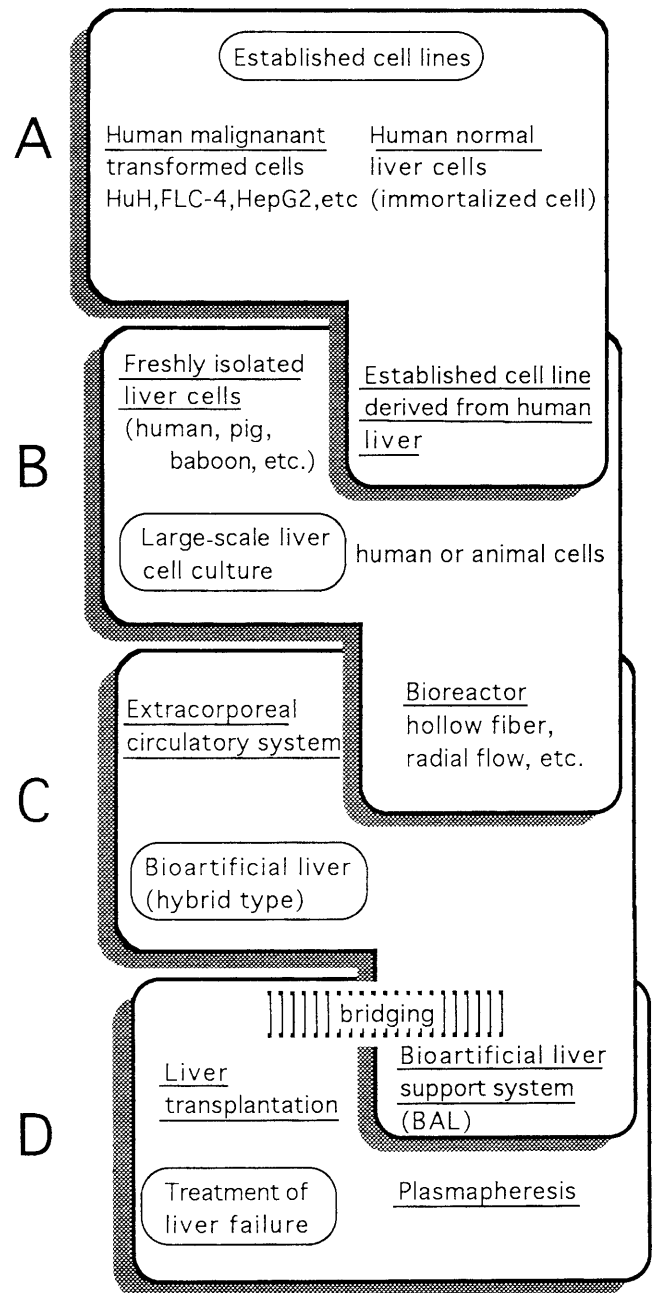 A
Established cell lines
Human malignanant
transformed cells
HuH,FLC-4,HepG2,etc
Human normal
liver cells
(immortalized cell)
B
Freshly isolated
liver cells
(human, pig,
baboon, etc.)
Established cell line
derived from human
liver
Large-scale liver
cell culture
human or animal cells
C
Extracorporeal
circulatory system
Bioreactor
hollow fiber,
radial flow, etc.
Bioartificial liver
(hybrid type)
D
bridging
Liver
transplantation
Bioartificial liver
support system
(BAL)
Treatment of
liver failure
Plasmapheresis